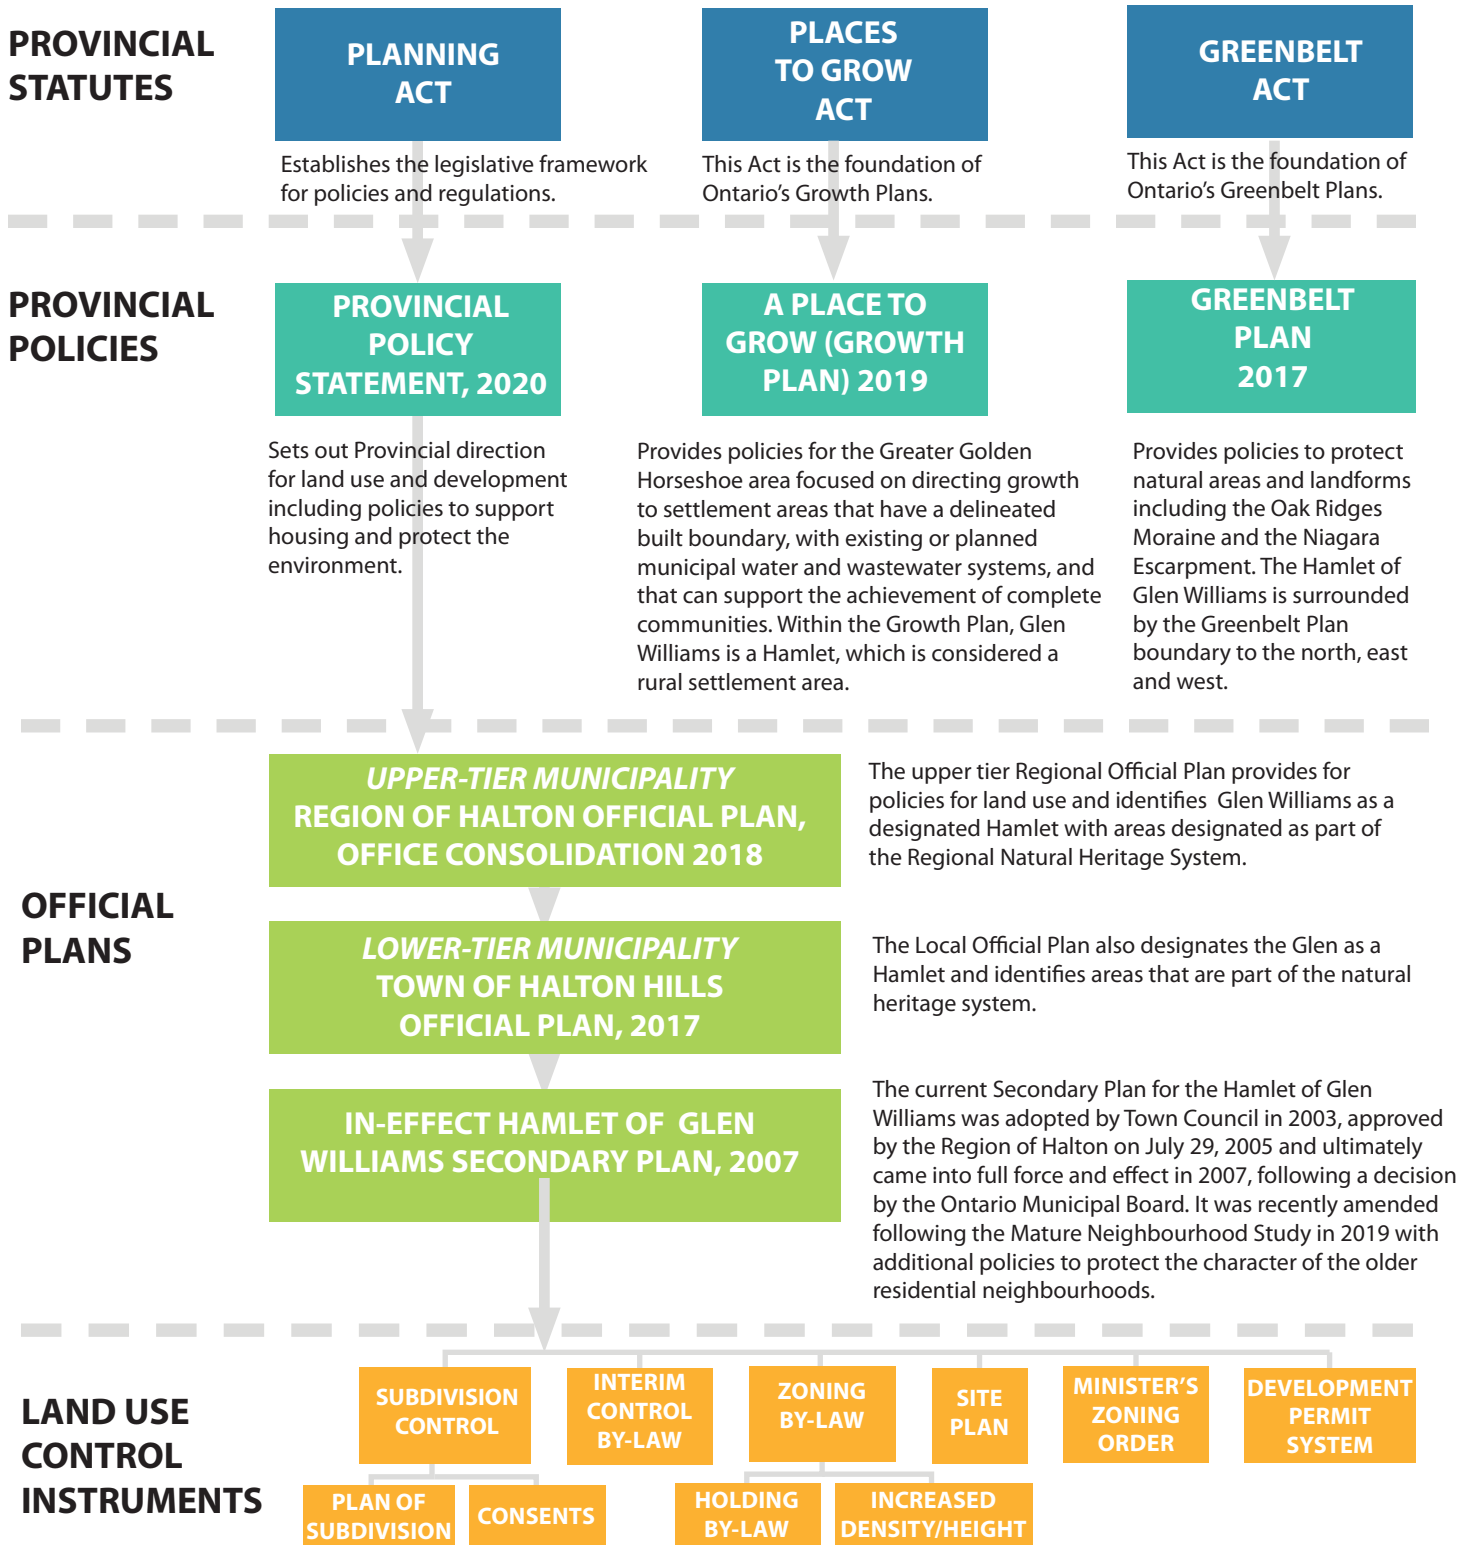 PROVINCIAL
STATUTES
PLANNING
ACT
Establishes the legislative framework
for policies and regulations.
PLACES
TO GROW
ACT
This Act is the foundation of
Ontario’s Growth Plans.
GREENBELT
ACT
This Act is the foundation of
Ontario’s Greenbelt Plans.
PROVINCIAL
POLICIES
PROVINCIAL
POLICY
STATEMENT, 2020
Sets out Provincial direction
for land use and development
including policies to support
housing and protect the
environment.
A PLACE TO
GROW (GROWTH
PLAN) 2019
Provides policies for the Greater Golden
Horseshoe area focused on directing growth
to settlement areas that have a delineated
built boundary, with existing or planned
municipal water and wastewater systems, and
that can support the achievement of complete
communities. Within the Growth Plan, Glen
Williams is a Hamlet, which is considered a
rural settlement area.
GREENBELT
PLAN
2017
Provides policies to protect
natural areas and landforms
including the Oak Ridges
Moraine and the Niagara
Escarpment. The Hamlet of
Glen Williams is surrounded
by the Greenbelt Plan
boundary to the north, east
and west.
OFFICIAL
PLANS
UPPER-TIER MUNICIPALITY
REGION OF HALTON OFFICIAL PLAN,
OFFICE CONSOLIDATION 2018
The upper tier Regional Official Plan provides for
policies for land use and identifies  Glen Williams as a
designated Hamlet with areas designated as part of
the Regional Natural Heritage System.
LOWER-TIER MUNICIPALITY
TOWN OF HALTON HILLS
OFFICIAL PLAN, 2017
The Local Official Plan also designates the Glen as a
Hamlet and identifies areas that are part of the natural
heritage system.
IN-EFFECT HAMLET OF  GLEN
WILLIAMS SECONDARY PLAN, 2007
The current Secondary Plan for the Hamlet of Glen
Williams was adopted by Town Council in 2003, approved
by the Region of Halton on July 29, 2005 and ultimately
came into full force and effect in 2007, following a decision
by the Ontario Municipal Board. It was recently amended
following the Mature Neighbourhood Study in 2019 with
additional policies to protect the character of the older
residential neighbourhoods.
LAND USE
CONTROL
INSTRUMENTS
SUBDIVISION
CONTROL
INTERIM
CONTROL
BY-LAW
ZONING
BY-LAW
SITE
PLAN
MINISTER’S
ZONING
ORDER
DEVELOPMENT
PERMIT
SYSTEM
PLAN OF
SUBDIVISION
CONSENTS
HOLDING
BY-LAW
INCREASED
DENSITY/HEIGHT